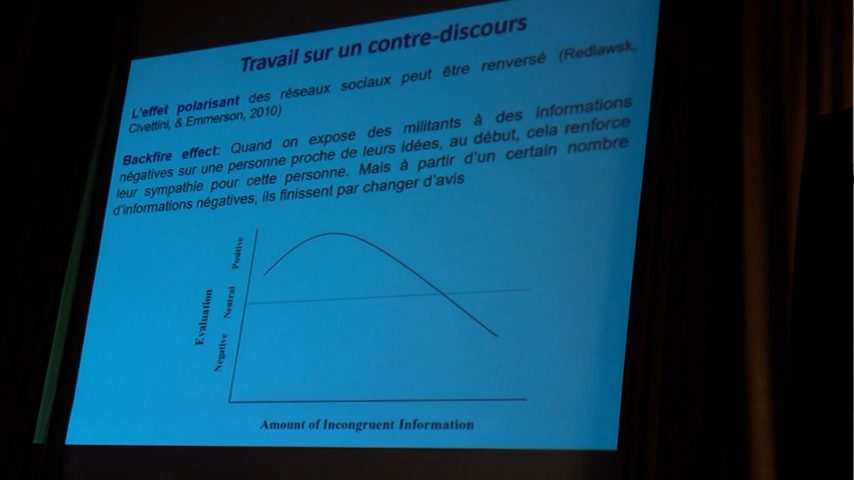 Travail sur un contre-discours
L'effet polarisant des réseaux sociaux peut être renversé (Redlawsk,
Civettini, & Emmerson, 2010)
Backfire effect: Quand on expose des militants à des informations
négatives sur une personne proche de leurs idées, au début, cela renforce
leur sympathie pour cette personne. Mais à partir d'un certain nombre
d'informations négatives, ils finissent par changer d'avis
Evaluation
Positive
Neutral
Negative
Amount of Incongruent Information